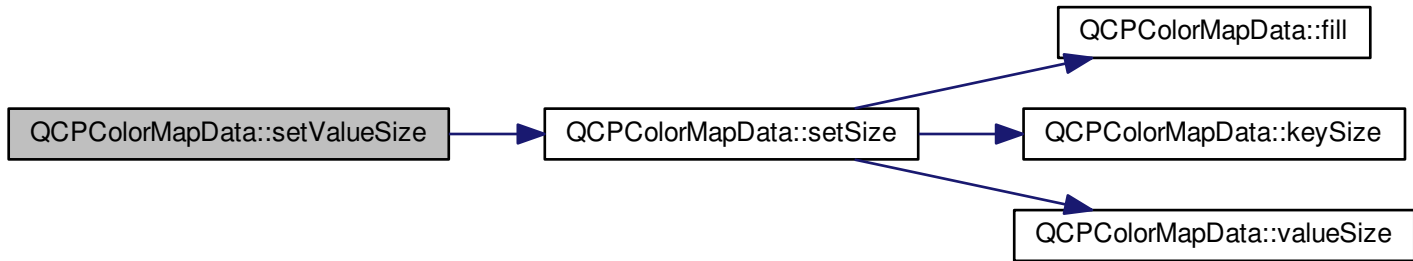 QCPColorMapData::setValueSize
QCPColorMapData::setSize
QCPColorMapData::fill
QCPColorMapData::keySize
QCPColorMapData::valueSize